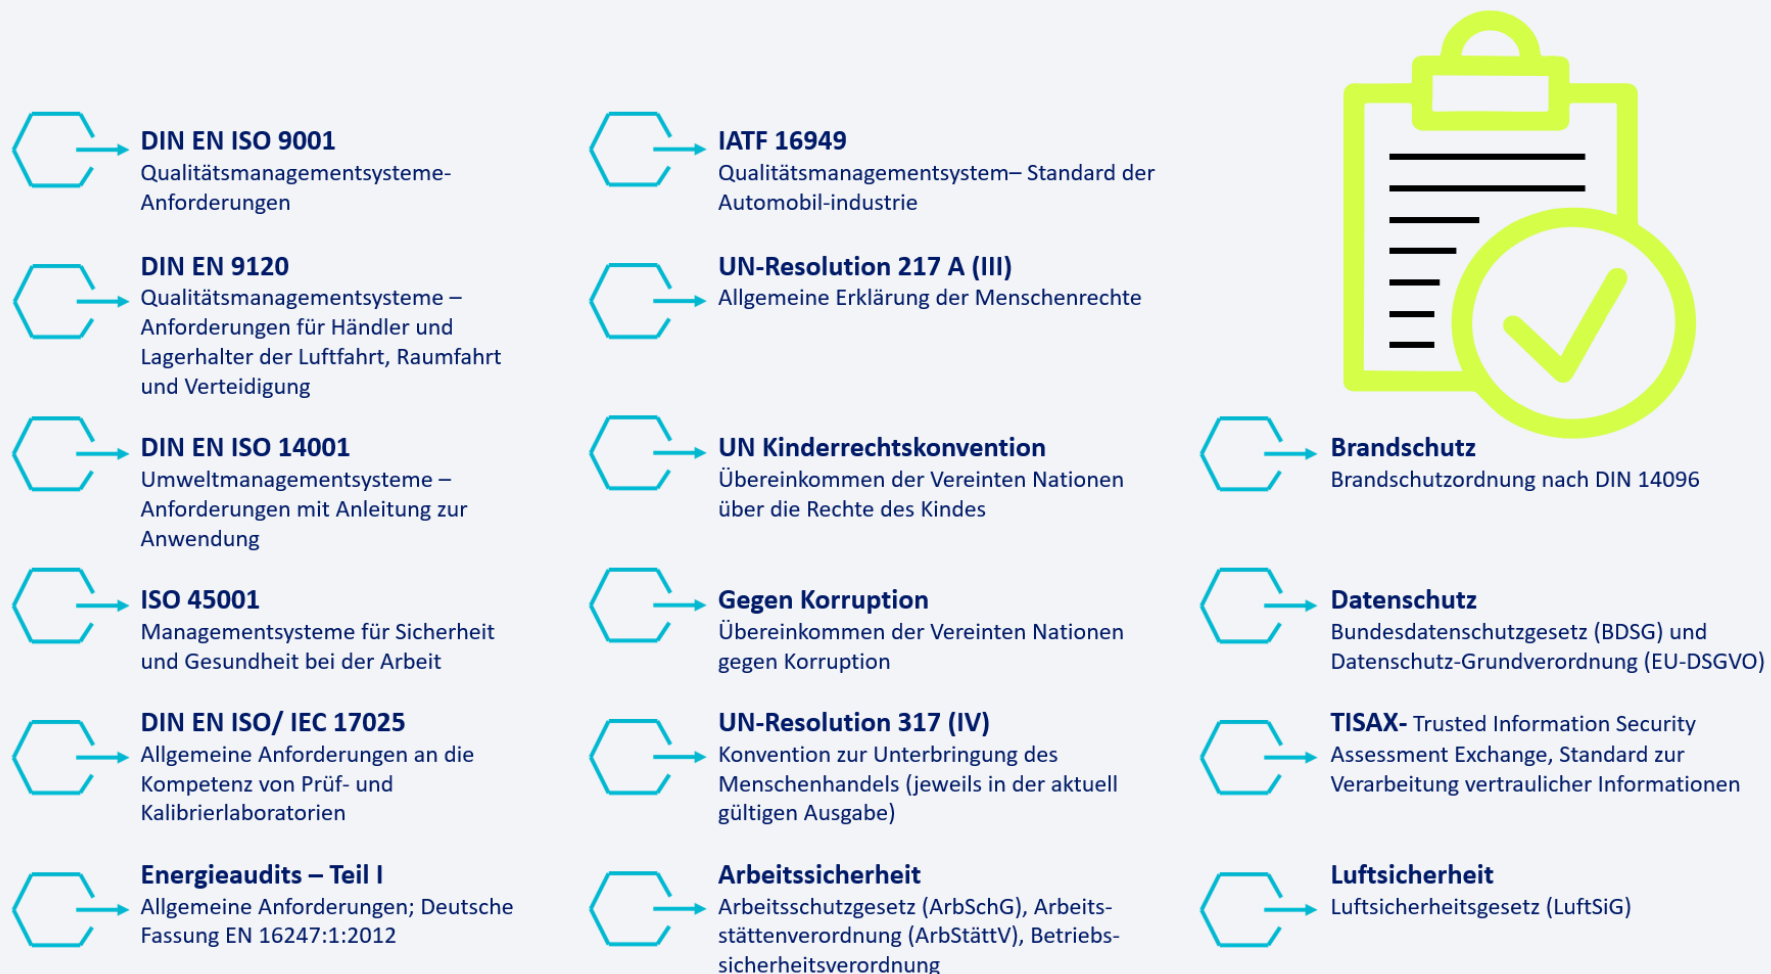 DIN EN ISO 9001
Qualitätsmanagementsysteme-
Anforderungen
DIN EN 9120
Qualitätsmanagementsysteme –
Anforderungen für Händler und
Lagerhalter der Luftfahrt, Raumfahrt
und Verteidigung
DIN EN ISO 14001
Umweltmanagementsysteme –
Anforderungen mit Anleitung zur
Anwendung
ISO 45001
Managementsysteme für Sicherheit
und Gesundheit bei der Arbeit
DIN EN ISO/ IEC 17025
Allgemeine Anforderungen an die
Kompetenz von Prüf- und
Kalibrierlaboratorien
Energieaudits – Teil I
Allgemeine Anforderungen; Deutsche
Fassung EN 16247:1:2012
IATF 16949
Qualitätsmanagementsystem– Standard der
Automobil-industrie
UN-Resolution 217 A (III)
Allgemeine Erklärung der Menschenrechte
UN Kinderrechtskonvention
Übereinkommen der Vereinten Nationen
über die Rechte des Kindes
Gegen Korruption
Übereinkommen der Vereinten Nationen
gegen Korruption
UN-Resolution 317 (IV)
Konvention zur Unterbringung des
Menschenhandels (jeweils in der aktuell
gültigen Ausgabe)
Arbeitssicherheit
Arbeitsschutzgesetz (ArbSchG), Arbeits-
stättenverordnung (ArbStättV), Betriebs-
sicherheitsverordnung
Brandschutz
Brandschutzordnung nach DIN 14096
Datenschutz
Bundesdatenschutzgesetz (BDSG) und
Datenschutz-Grundverordnung (EU-DSGVO)
TISAX- Trusted Information Security
Assessment Exchange, Standard zur
Verarbeitung vertraulicher Informationen
Luftsicherheit
Luftsicherheitsgesetz (LuftSiG)